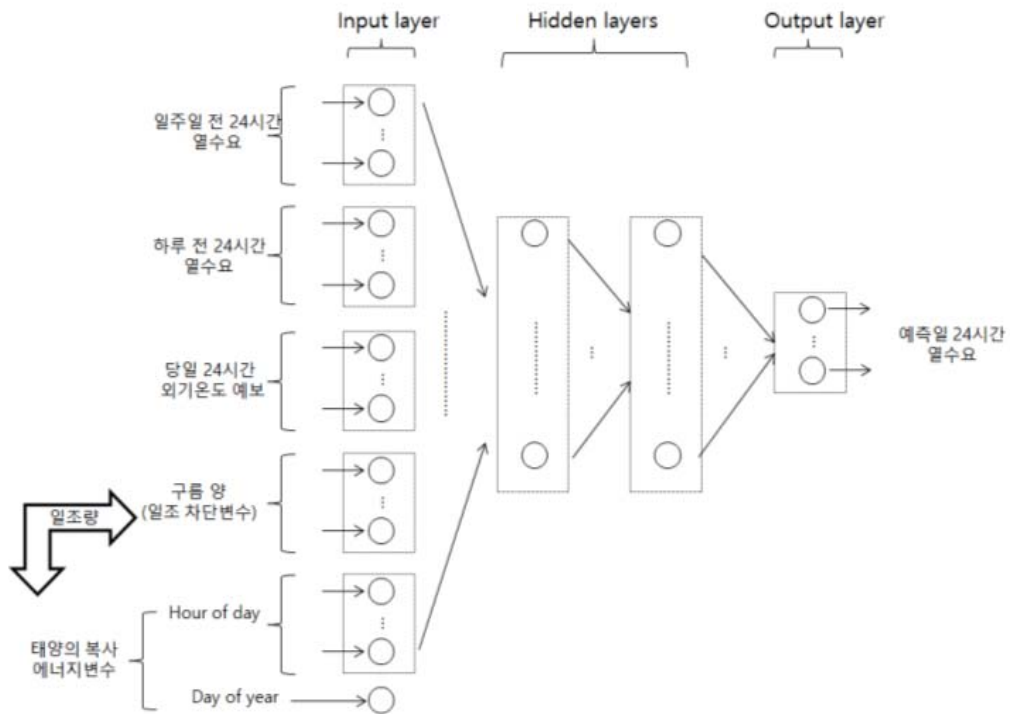 Input layer
Hidden layers
Output layer
일주일 전 24시간
열수요
하루 전 24시간
열수요
당일 24시간
외기온도 예보
예측일 24시간
열수요
구름 양
(일조 차단변수)
일조량
Hour of day
태양의 복사
에너지변수
Day of year